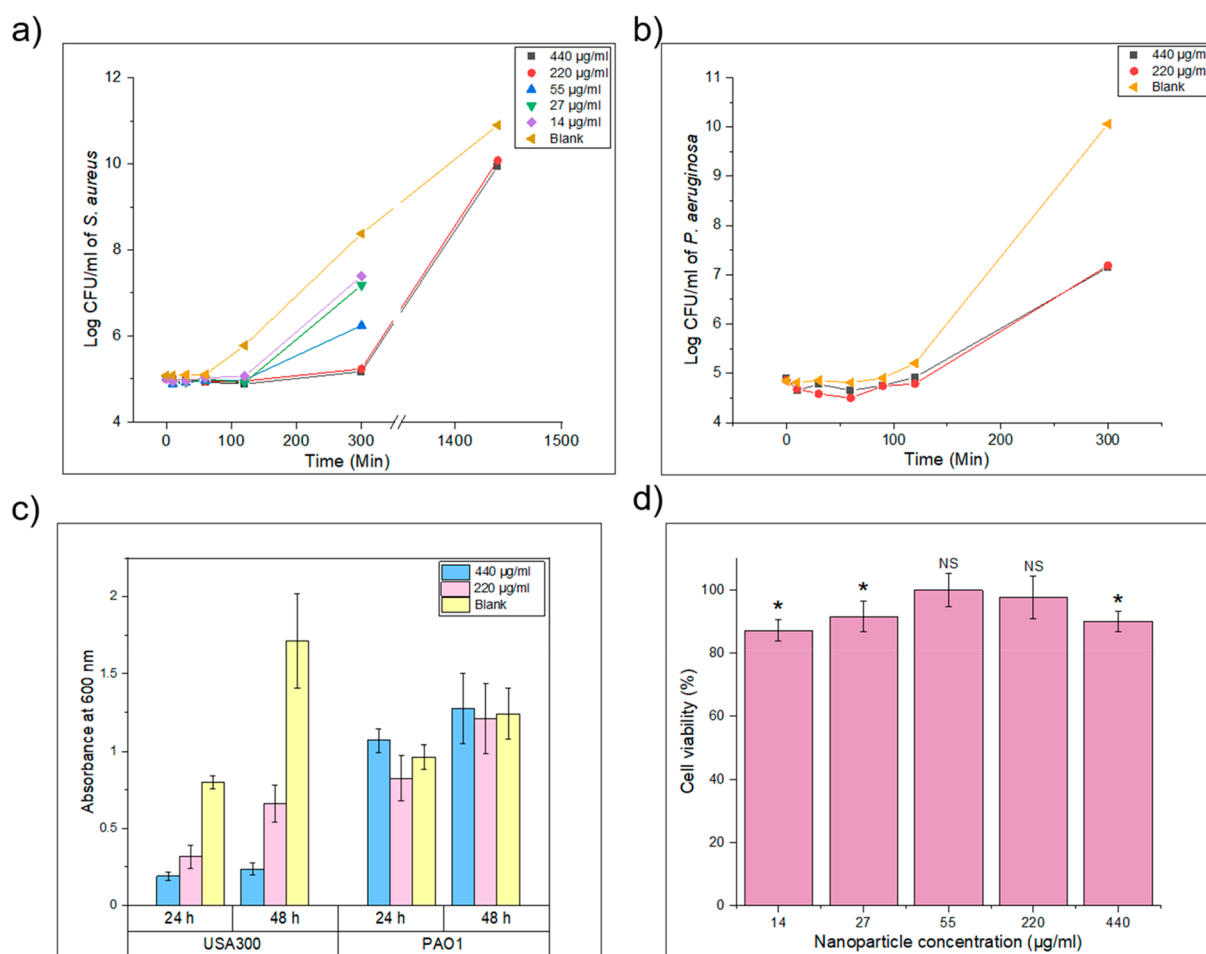 a)
440 µg/ml
220 µg/ml
55 µg/ml
27 µg/ml
14 µg/ml
Blank
12
10
8
6
4
Log CFU/ml of S. aureus
0 100 200 300 1400 1500
Time (Min)
b)
440 µg/m
220 µg/m
Blank
11
10
9
8
7
6
5
4
Log CFU/ml of P. aeruginosa
0 100 200 300
Time (Min)
c)
440 µg/ml
220 µg/ml
Blank
2
1.5
1
0.5
0
Absorbance at 600 nm
24 h 48 h 24 h 48 h
USA300 PAO1
d)
* * NS NS *
100
80
60
40
20
0
Cell viability (%)
14 27 55 220 440
Nanoparticle concentration (µg/ml)